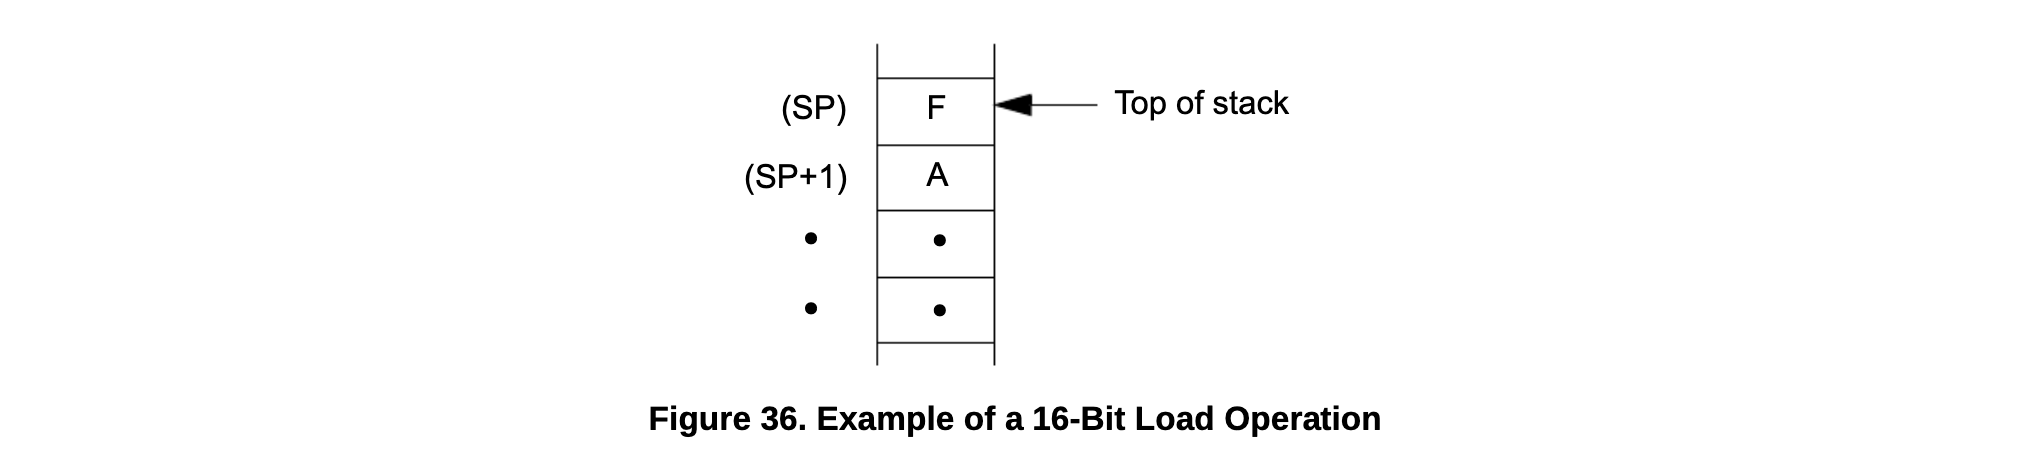 (SP) F Top of stack
(SP+1) A
• •
• •
Figure 36. Example of a 16-Bit Load Operation